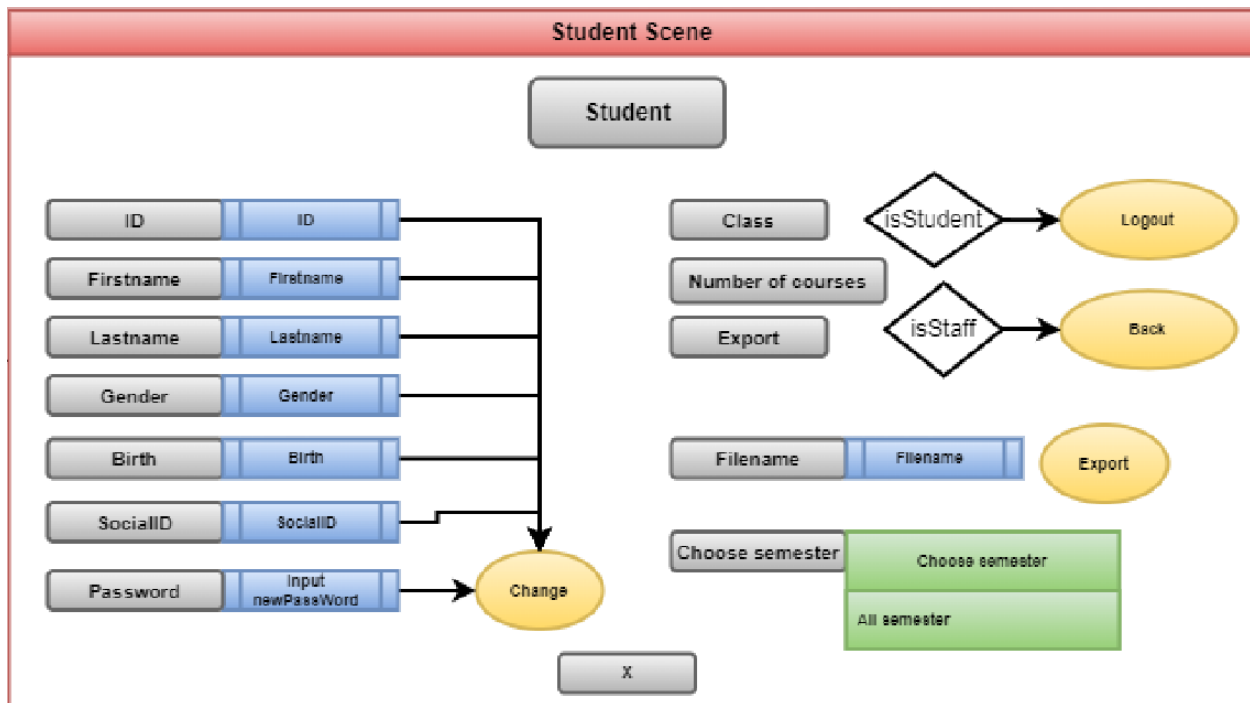 Student Scene
Student
ID
ID
Firstname
Firstname
Lastname
Lastname
Gender
Gender
Birth
Birth
SocialID
SocialID
Password
Input
newPassWord
Change
X
Class
isStudent
Logout
Number of courses
Export
isStaff
Back
Filename
Filename
Export
Choose semester
Choose semester
All semester